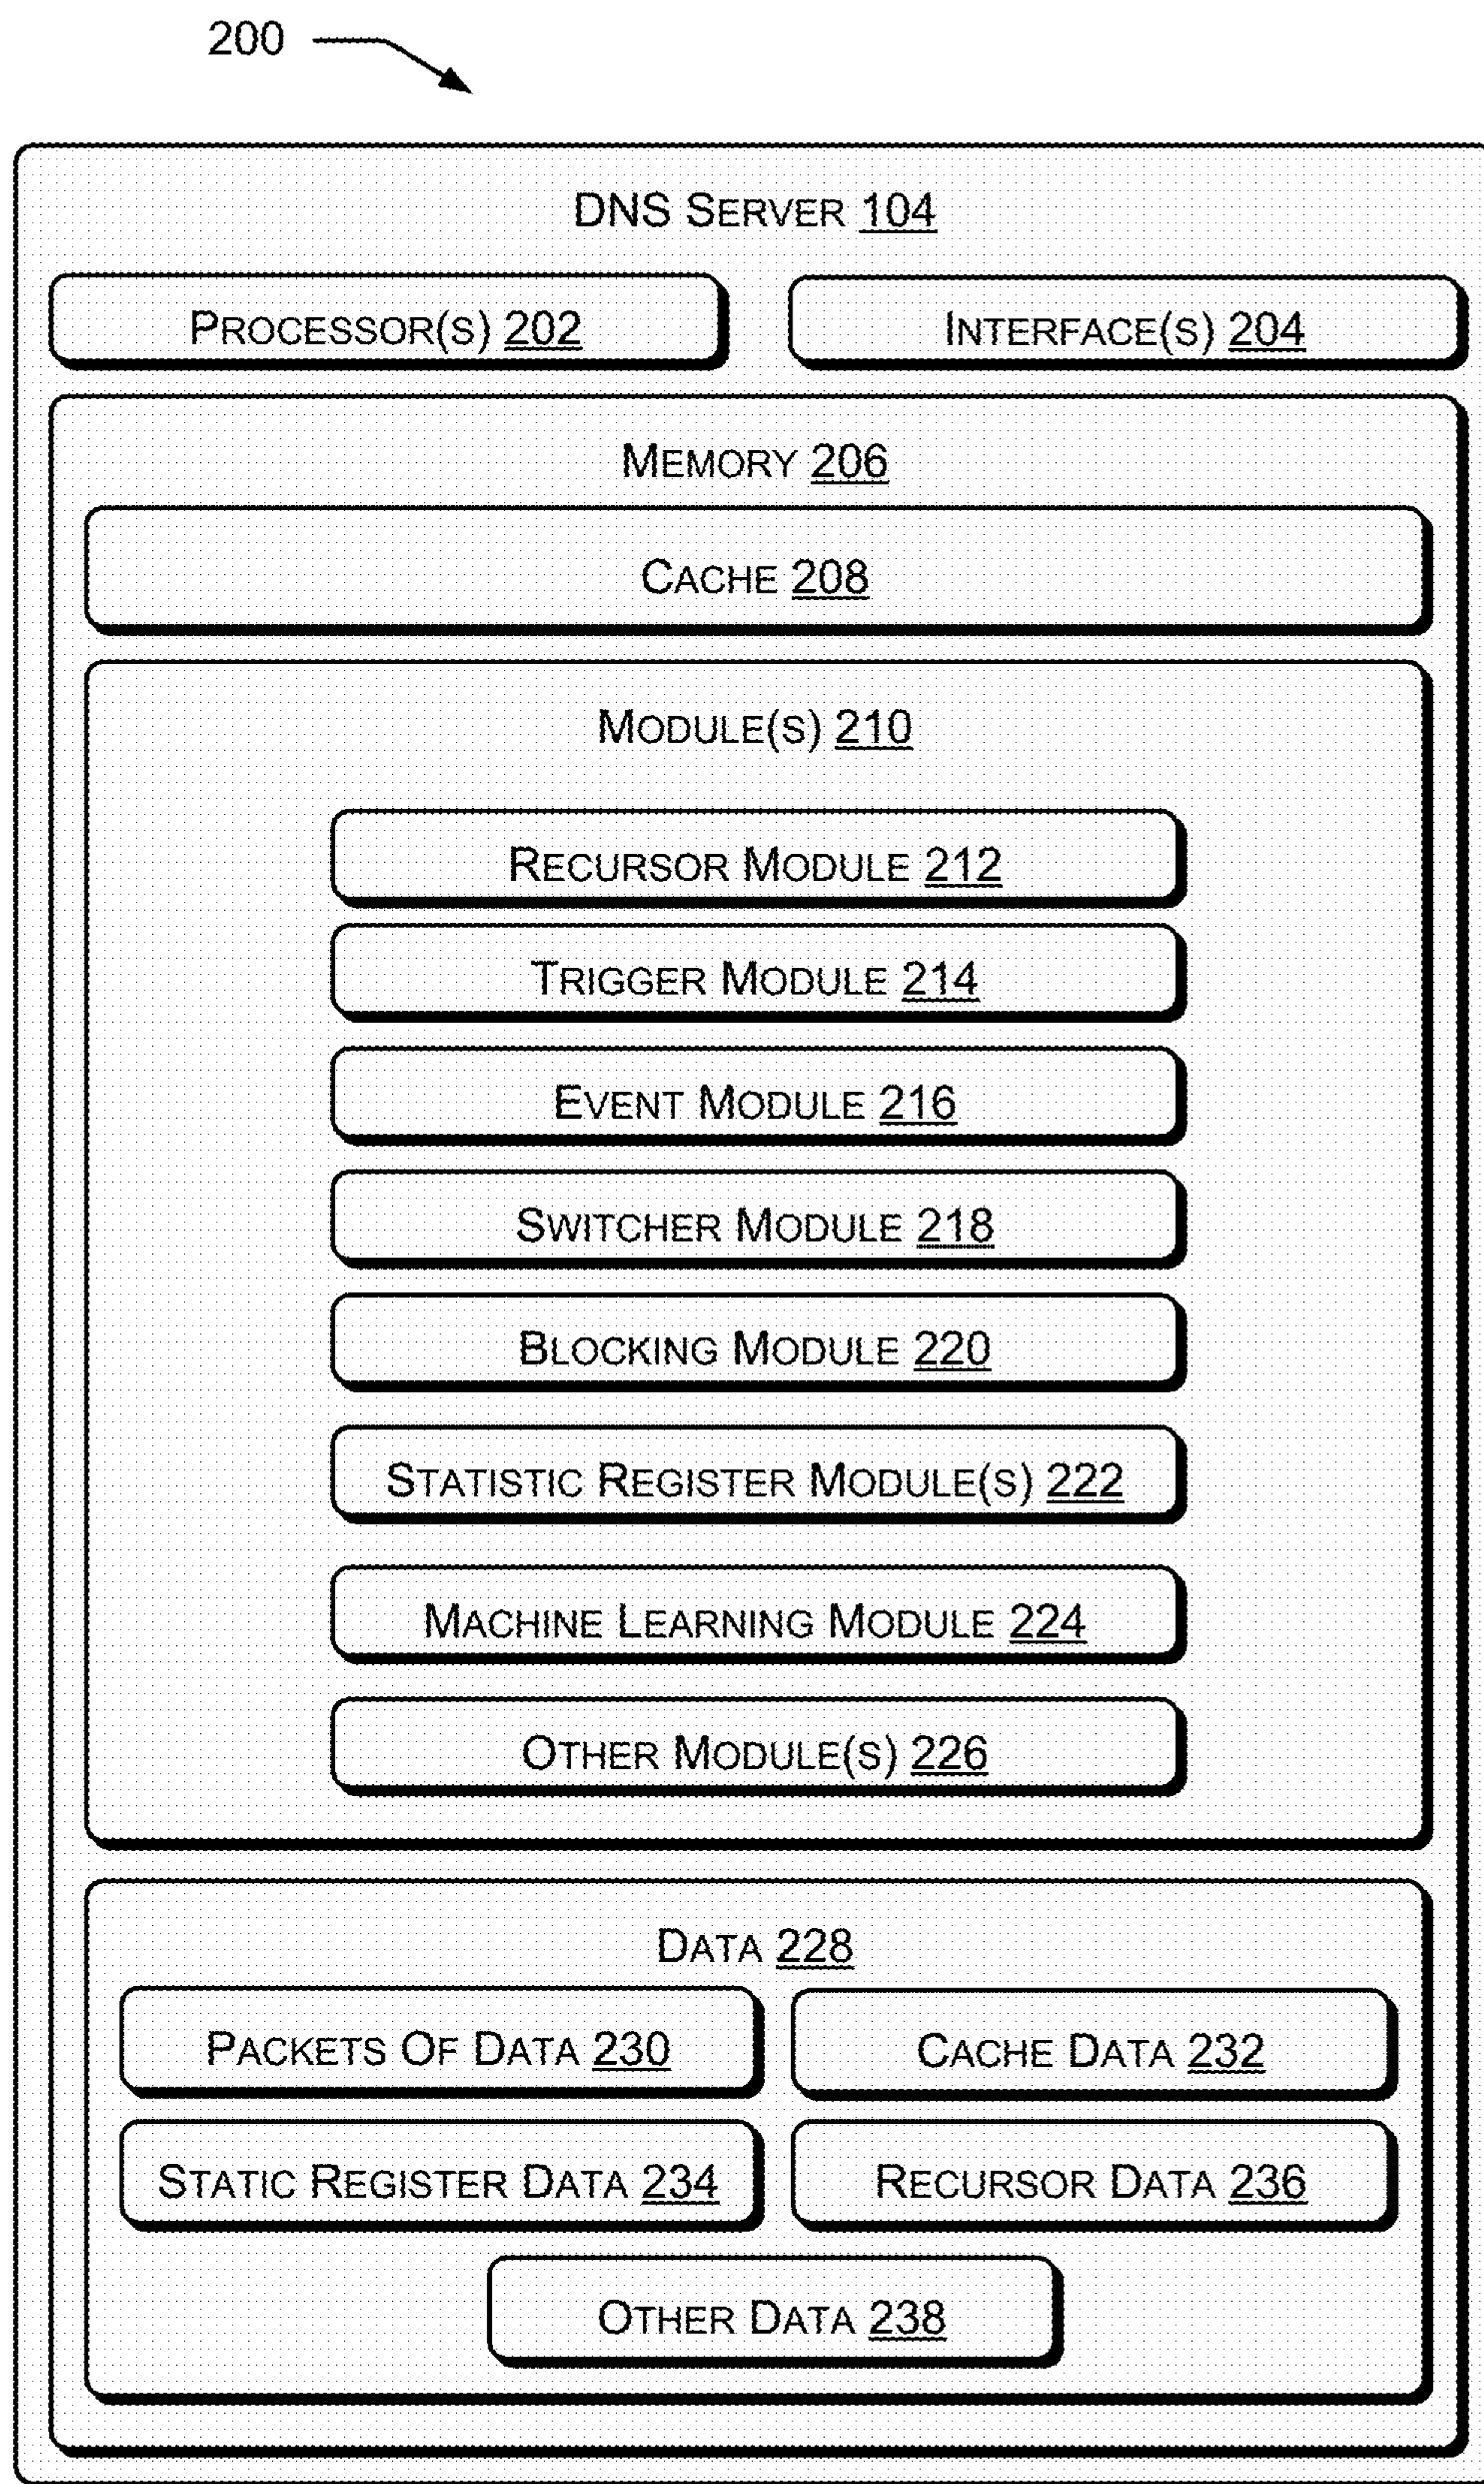 200
DNS SERVER 104
PROCESSOR(S) 202
INTERFACE(S) 204
MEMORY 206
CACHE 208
MODULE(S) 210
RECURSOR MODULE 212
TRIGGER MODULE 214
EVENT MODULE 216
SWITCHER MODULE 218
BLOCKING MODULE 220
STATISTIC REGISTER MODULE(S) 222
MACHINE LEARNING MODULE 224
OTHER MODULE(S) 226
DATA 228
PACKETS OF DATA 230
CACHE DATA 232
STATIC REGISTER DATA 234
RECURSOR DATA 236
OTHER DATA 238